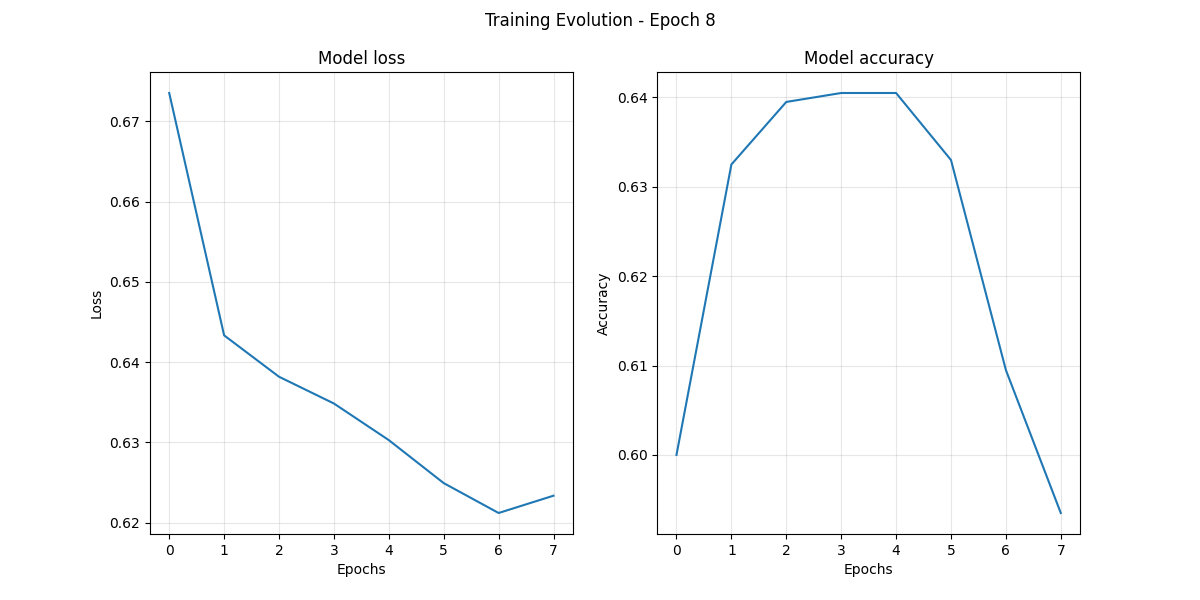 Training Evolution - Epoch 8
Model loss
Loss
0.67
0.66
0.65
0.64
0.63
0.62
0 1 2 3 4 5 6 7
Epochs
Model accuracy
Accuracy
0.64
0.63
0.62
0.61
0.60
0 1 2 3 4 5 6 7
Epochs